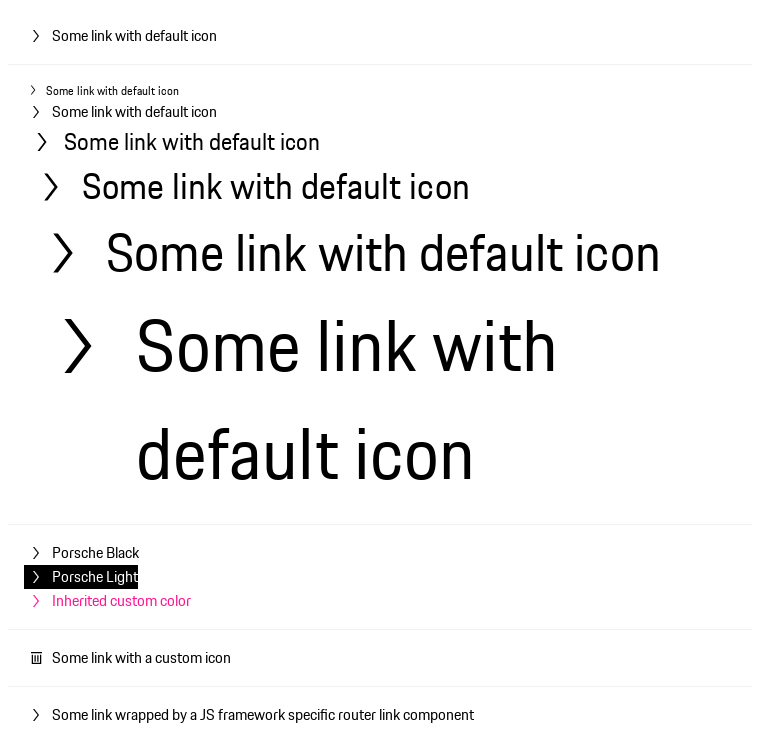 Some link with default icon
Some link with default icon
Some link with default icon
Some link with default icon
Some link with default icon
Some link with default icon
Some link with
default icon
Porsche Black
Porsche Light
Inherited custom color
Some link with a custom icon
Some link wrapped by a JS framework specific router link component